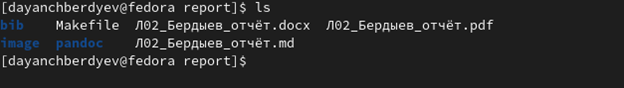 [dayanchberdyev@fedora report]$ ls
bib Makefile Л02_Бердыев_отчёт.docx Л02_Бердыев_отчёт.pdf
image pandoc Л02_Бердыев_отчёт.md
[dayanchberdyev@fedora report]$